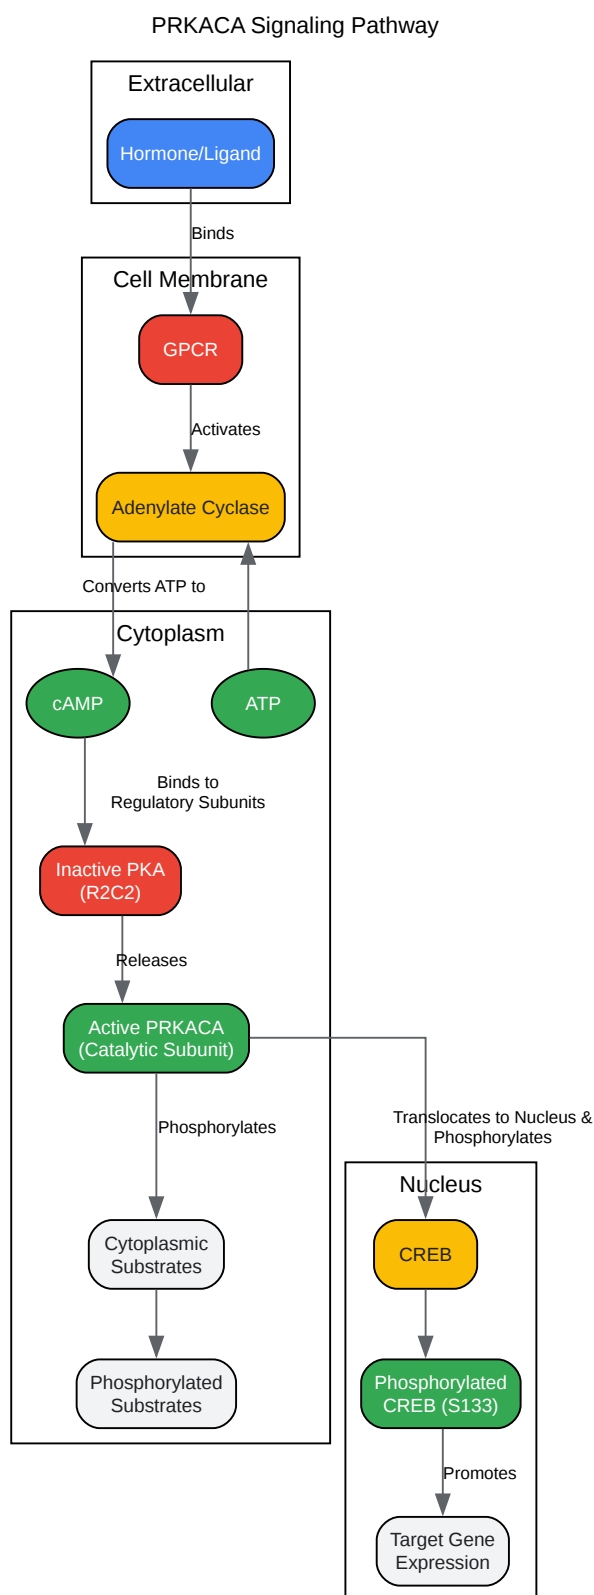 PRKACA Signaling Pathway
Extracellular
Hormone/Ligand
Binds
Cell Membrane
GPCR
Activates
Adenylate Cyclase
Converts ATP to
Cytoplasm
cAMP
ATP
Binds to
Regulatory Subunits
Inactive PKA
(R2C2)
Releases
Active PRKACA
(Catalytic Subunit)
Phosphorylates
Translocates to Nucleus &
Phosphorylates
Nucleus
Cytoplasmic
Substrates
CREB
Phosphorylated
Substrates
Phosphorylated
CREB (S133)
Promotes
Target Gene
Expression